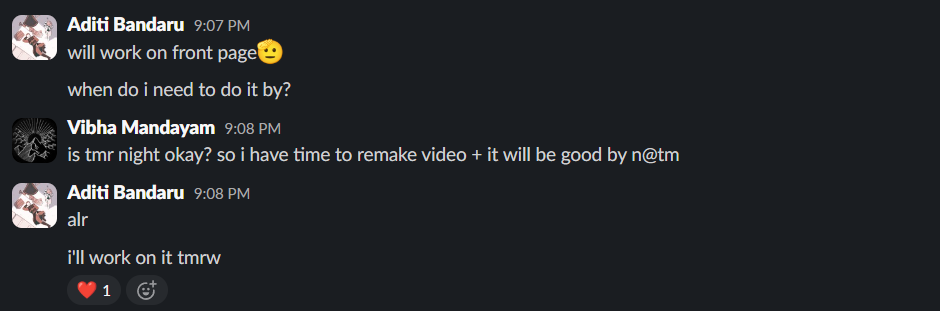 Aditi Bandaru 9:07 PM
will work on front page🫡
when do i need to do it by?
Vibha Mandayam 9:08 PM
is tmr night okay? so i have time to remake video + it will be good by n@tm
Aditi Bandaru 9:08 PM
alr
i'll work on it tmrw
❤️ 1